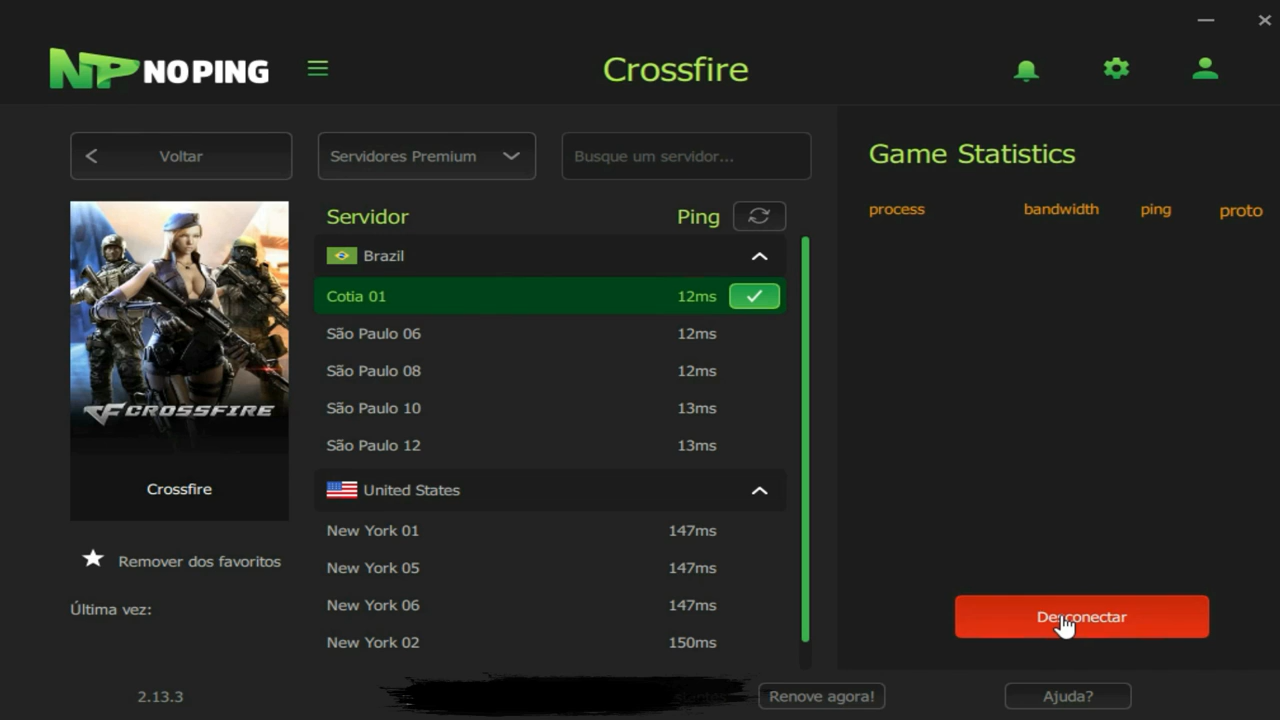 NP NOPING
Crossfire
Voltar
Servidores Premium
Busque um servidor...
Servidor Ping
Brazil
Cotia 01 12ms
São Paulo 06 12ms
São Paulo 08 12ms
São Paulo 10 13ms
São Paulo 12 13ms
United States
New York 01 147ms
New York 05 147ms
New York 06 147ms
New York 02 150ms
CF CROSSFIRE
Crossfire
Remover dos favoritos
Última vez:
Game Statistics
process bandwidth ping proto
Desconectar
2.13.3
Renove agora!
Ajuda?